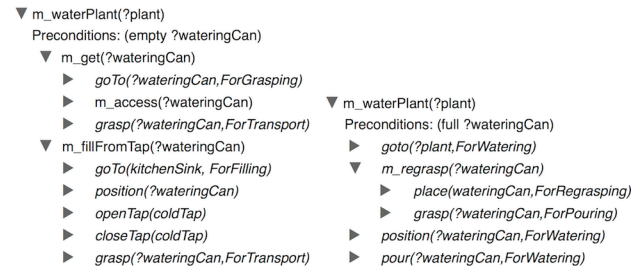 m_waterPlant(?plant)
Preconditions: (empty ?wateringCan)
m_get(?wateringCan)
goTo(?wateringCan,ForGrasping)
m_access(?wateringCan)
grasp(?wateringCan,ForTransport)
m_fillFromTap(?wateringCan)
goTo(kitchenSink, ForFilling)
position(?wateringCan)
openTap(coldTap)
closeTap(coldTap)
grasp(?wateringCan,ForTransport)
m_waterPlant(?plant)
Preconditions: (full ?wateringCan)
goto(?plant,ForWatering)
m_regrasp(?wateringCan)
place(wateringCan,ForRegrasping)
grasp(?wateringCan,ForPouring)
position(?wateringCan,ForWatering)
pour(?wateringCan,ForWatering)